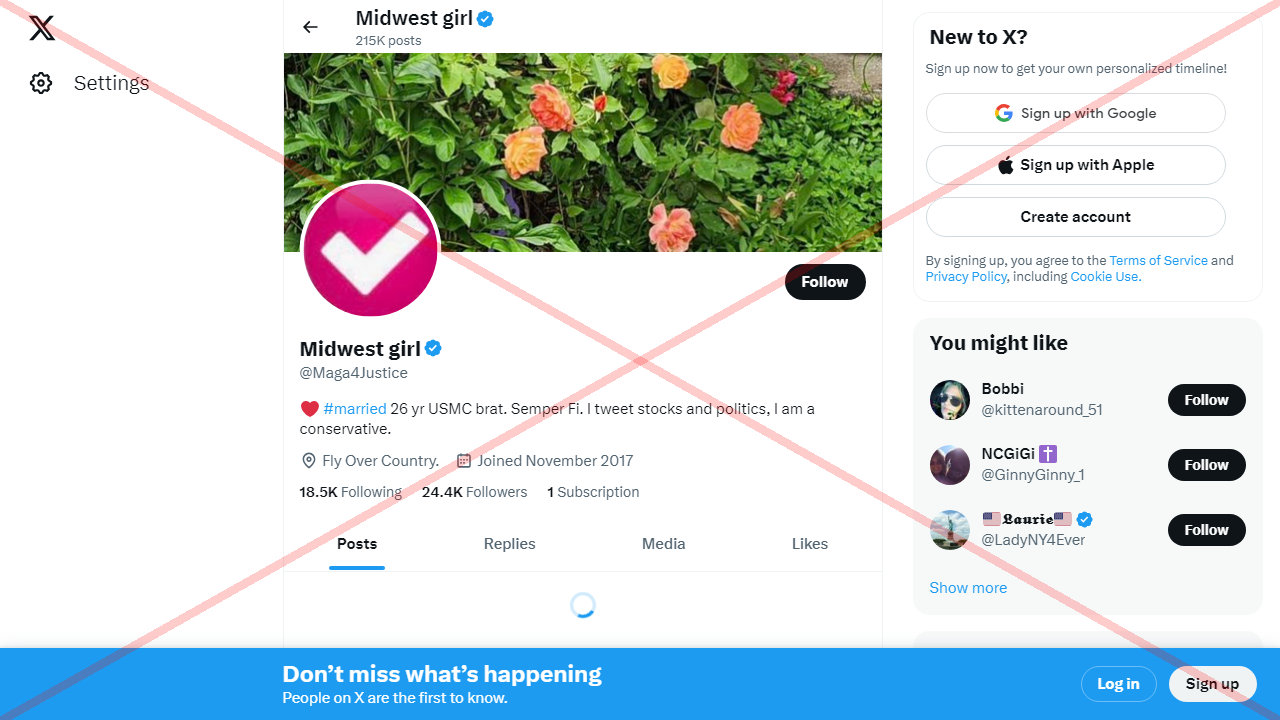 Midwest girl
215K posts
Settings
Follow
Midwest girl
@Maga4Justice
❤️ #married 26 yr USMC brat. Semper Fi. I tweet stocks and politics, I am a
conservative.
Fly Over Country. Joined November 2017
18.5K Following 24.4K Followers 1 Subscription
Posts Replies Media Likes
New to X?
Sign up now to get your own personalized timeline!
Sign up with Google
Sign up with Apple
Create account
By signing up, you agree to the Terms of Service and
Privacy Policy, including Cookie Use.
You might like
Bobbi
@kittenaround_51
Follow
NCGiGi ✝️
@GinnyGinny_1
Follow
🇺🇸𝕷𝖆𝖚𝖗𝖎𝖊🇺🇸
@LadyNY4Ever
Follow
Show more
Don’t miss what’s happening
People on X are the first to know.
Log in Sign up